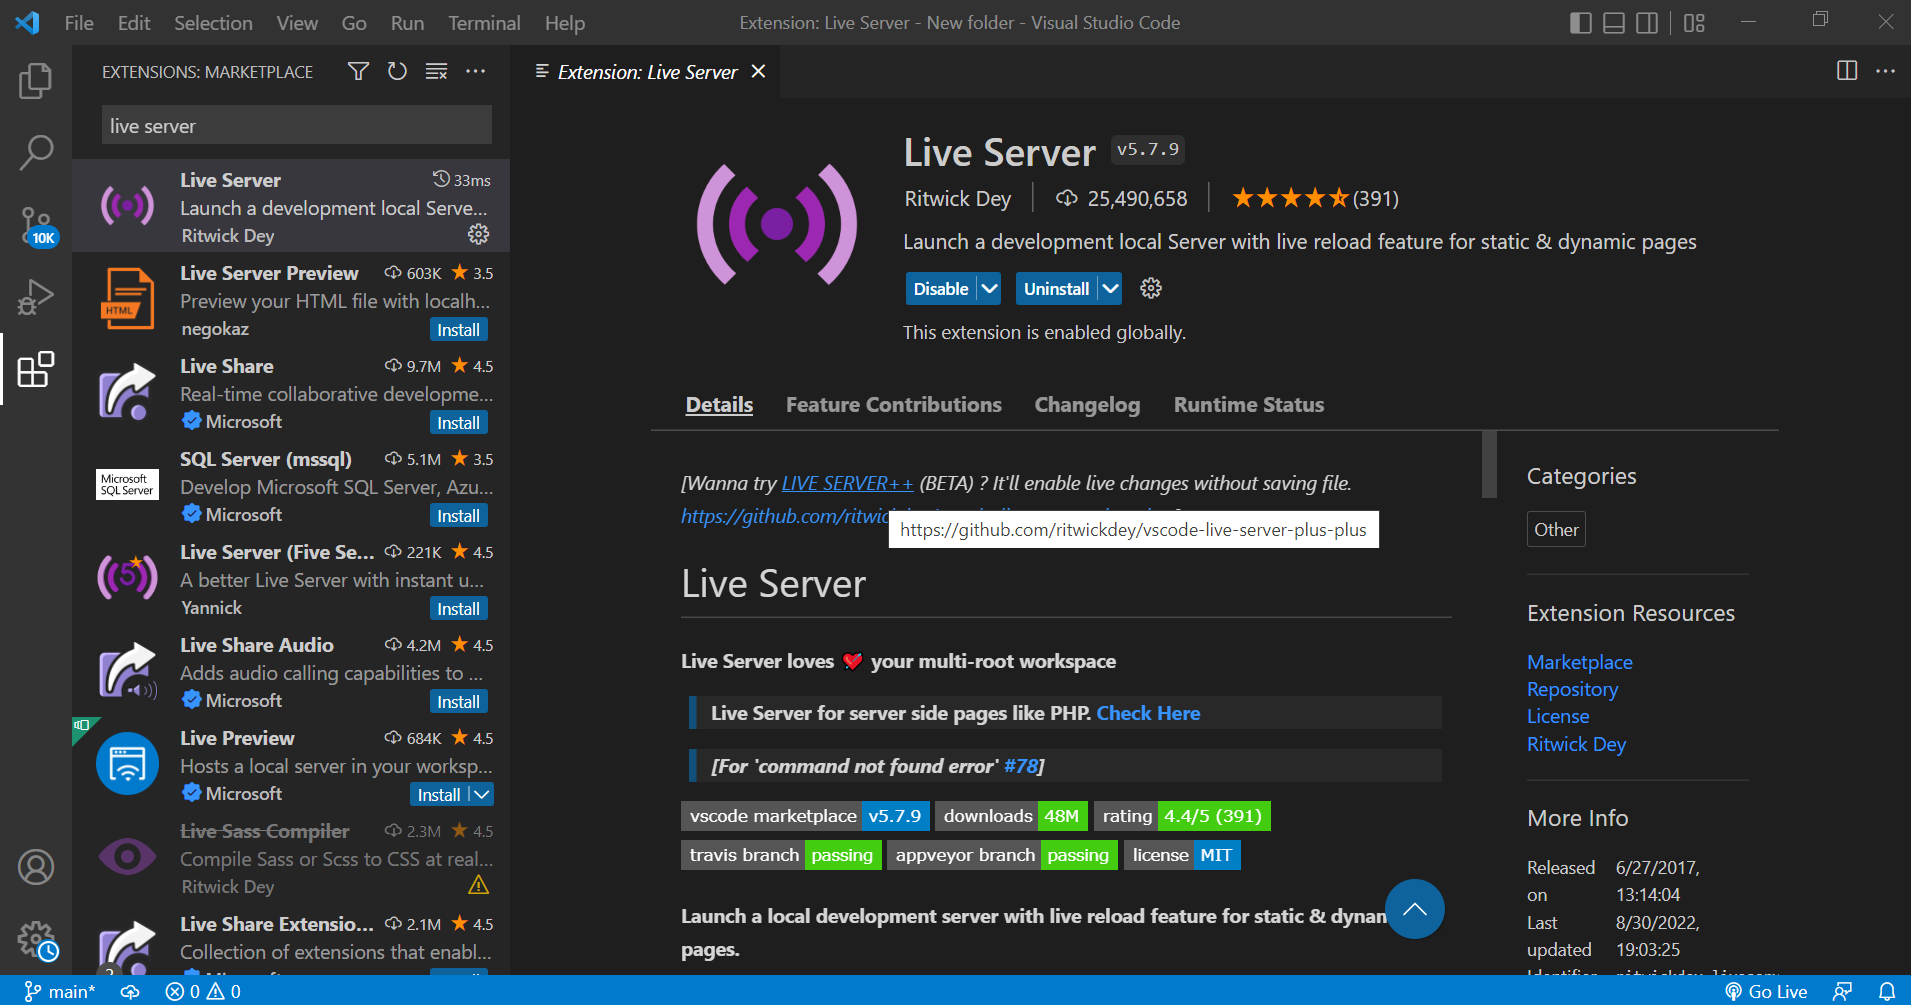 File Edit Selection View Go Run Terminal Help
Extension: Live Server - New folder - Visual Studio Code
EXTENSIONS: MARKETPLACE
live server
Live Server 33ms
Launch a development local Serve...
Ritwick Dey
Live Server Preview 603K 3.5
Preview your HTML file with localh...
negokaz Install
HTML
Live Share 9.7M 4.5
Real-time collaborative developme...
Microsoft Install
SQL Server (mssql) 5.1M 3.5
Develop Microsoft SQL Server, Azu...
Microsoft Install
Microsoft
SQL Server
Live Server (Five Se... 221K 4.5
A better Live Server with instant u...
Yannick Install
5
Live Share Audio 4.2M 4.5
Adds audio calling capabilities to ...
Microsoft Install
Live Preview 684K 4.5
Hosts a local server in your worksp...
Microsoft Install
Live Sass Compiler 2.3M 4.5
Compile Sass or Scss to CSS at real...
Ritwick Dey
Live Share Extensio... 2.1M 4.5
Collection of extensions that enabl...
10K
Extension: Live Server
Live Server v5.7.9
Ritwick Dey 25,490,658 (391)
Launch a development local Server with live reload feature for static & dynamic pages
Disable Uninstall
This extension is enabled globally.
Details Feature Contributions Changelog Runtime Status
[Wanna try LIVE SERVER++ (BETA) ? It'll enable live changes without saving file.
https://github.com/ritwic
https://github.com/ritwickdey/vscode-live-server-plus-plus
Live Server
Live Server loves your multi-root workspace
Live Server for server side pages like PHP. Check Here
[For 'command not found error' #78]
vscode marketplace v5.7.9 downloads 48M rating 4.4/5 (391)
travis branch passing appveyor branch passing license MIT
Launch a local development server with live reload feature for static & dynan
pages.
Categories
Other
Extension Resources
Marketplace
Repository
License
Ritwick Dey
More Info
Released 6/27/2017,
on 13:14:04
Last 8/30/2022,
updated 19:03:25
main* 0 0
Go Live